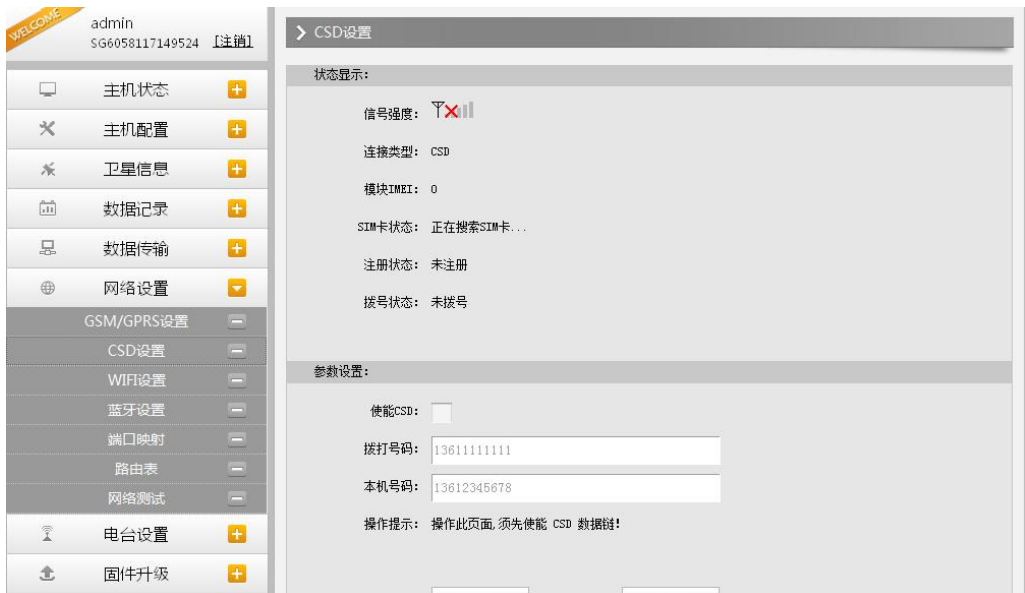 WELCOME
admin
SG6058117149524 [注销]
主机状态
主机配置
卫星信息
数据记录
数据传输
网络设置
GSM/GPRS设置
CSD设置
WIFI设置
蓝牙设置
端口映射
路由表
网络测试
电台设置
固件升级
CSD设置
状态显示:
信号强度:
连接类型: CSD
模块IMEI: 0
SIM卡状态: 正在搜索SIM卡...
注册状态: 未注册
拨号状态: 未拨号
参数设置:
使能CSD:
拨打号码: 13611111111
本机号码: 13612345678
操作提示: 操作此页面,须先使能 CSD 数据链!